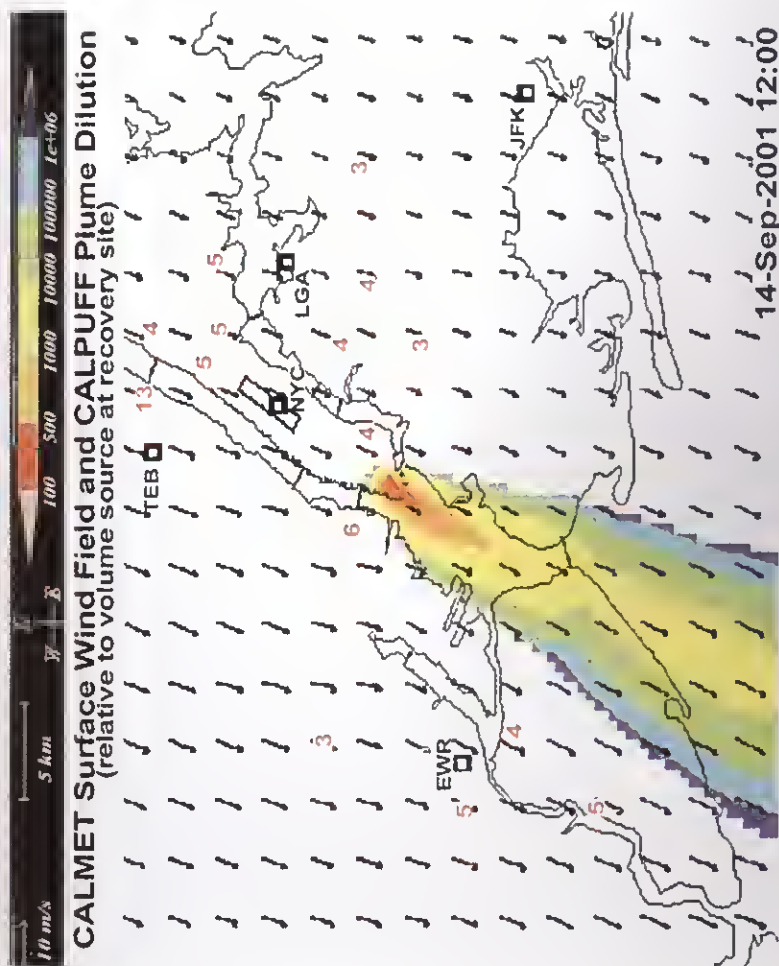 10 m/s 5 km W E 100 500 1000 10000 100000 1e+06
CALMET Surface Wind Field and CALPUFF Plume Dilution
(relative to volume source at recovery site)
TEB
13
4
5
5
5
NYC
LGA
3
4
6
3
4
4
3
EWR
5
4
JFK
5
14-Sep-2001 12:00